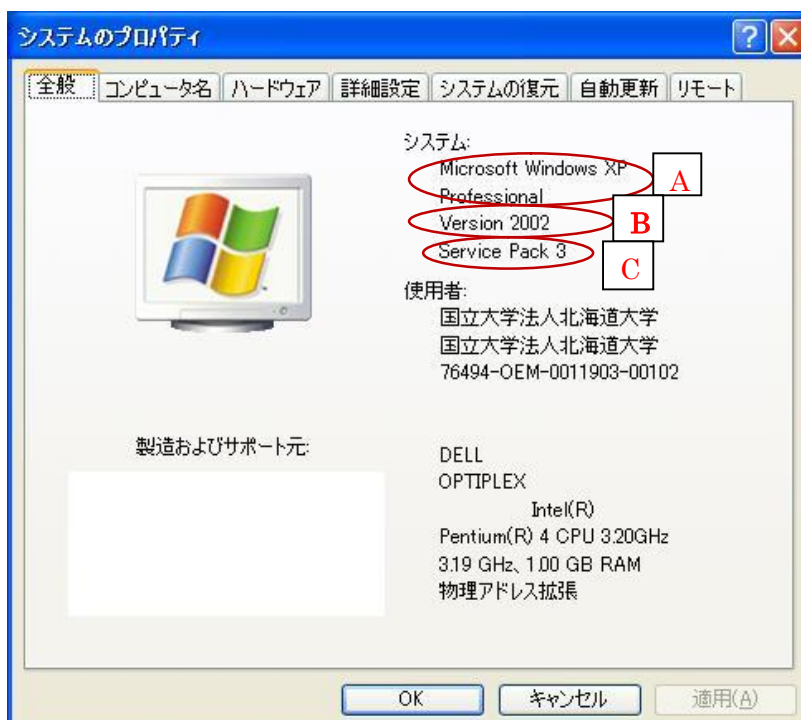 システムのプロパティ
全般 コンピュータ名 ハードウェア 詳細設定 システムの復元 自動更新 リモート
システム:
Microsoft Windows XP
Professional
Version 2002
Service Pack 3
A
B
C
使用者:
国立大学法人北海道大学
国立大学法人北海道大学
76494-OEM-0011903-00102
製造およびサポート元:
DELL
OPTIPLEX
Intel(R)
Pentium(R) 4 CPU 3.20GHz
3.19 GHz、1.00 GB RAM
物理アドレス拡張
OK キャンセル 適用(A)